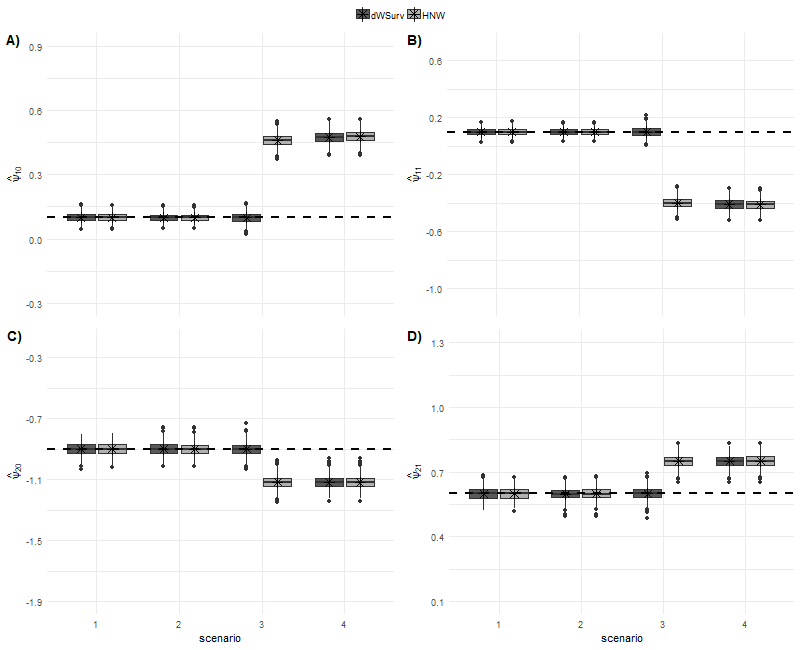 dWSurv HNW
A)
0.9
0.6
0.3
0.0
-0.3
ψ̂10
B)
0.6
0.2
-0.2
-0.6
-1.0
ψ̂11
C)
-0.3
-0.7
-1.1
-1.5
-1.9
ψ̂20
1 2 3 4
scenario
D)
1.3
1.0
0.7
0.4
0.1
ψ̂21
1 2 3 4
scenario